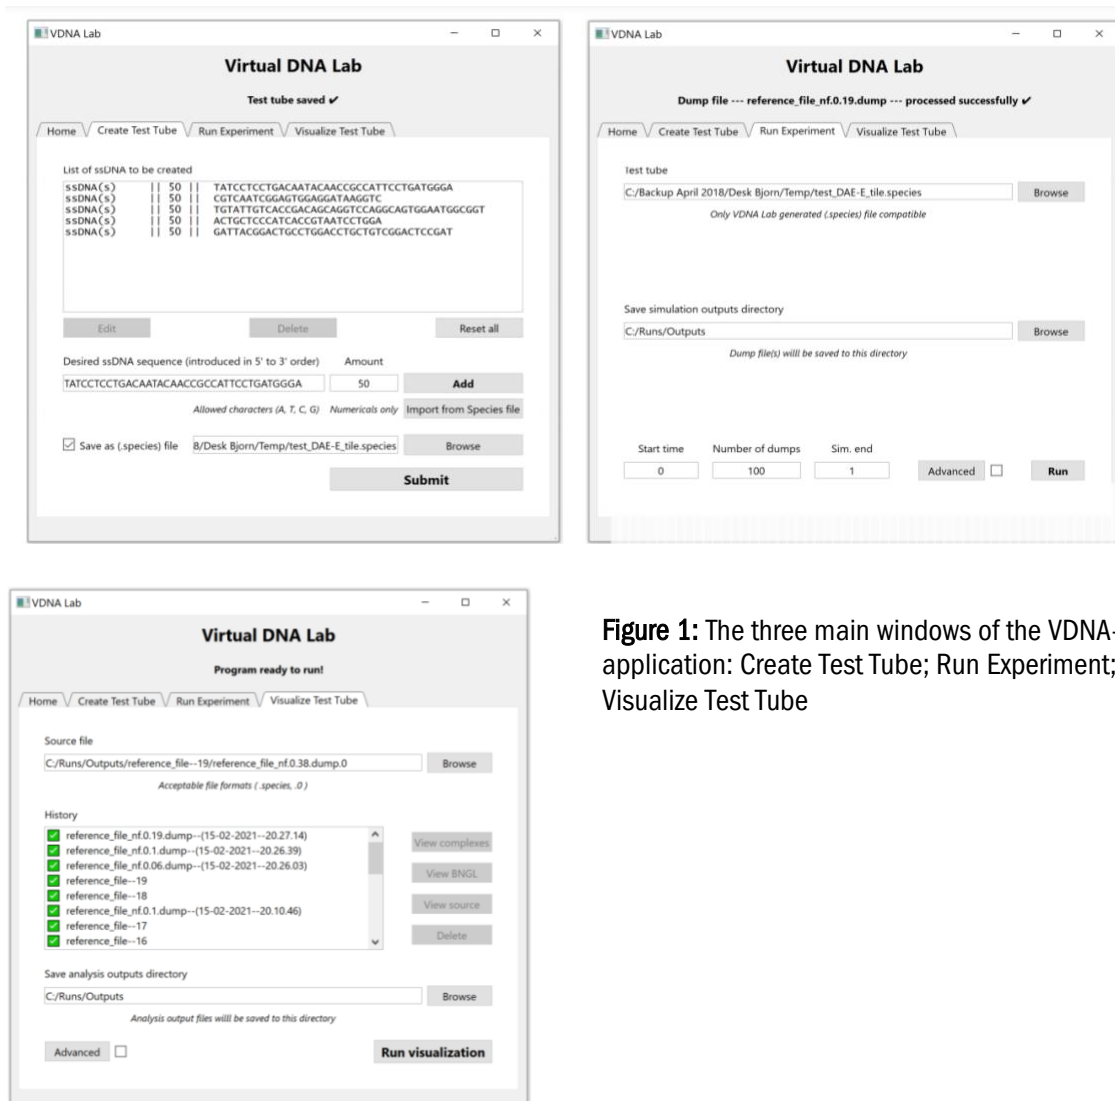 VDNA Lab
Virtual DNA Lab
Test tube saved ✔
Home Create Test Tube Run Experiment Visualize Test Tube
List of ssDNA to be created
ssDNA(s) || 50 || TATCCTCCTGACAATACAACCGCCATTCCTGATGGGA
ssDNA(s) || 50 || CGTCAATCGGAGTGGAGGATAAGGTC
ssDNA(s) || 50 || TGTATTGTCACCGACAGCAGGTCCAGGCAGTGGAATGGCGGT
ssDNA(s) || 50 || ACTGCTCCCATCACCGTAATCCTGGA
ssDNA(s) || 50 || GATTACGGACTGCCTGGACCTGCTGTCGGACTCCGAT
Edit Delete Reset all
Desired ssDNA sequence (introduced in 5' to 3' order) Amount
TATCCTCCTGACAATACAACCGCCATTCCTGATGGGA 50 Add
Allowed characters (A, T, C, G) Numericals only Import from Species file
Save as (.species) file 8/Desk Bjorn/Temp/test_DAE-E_tile.species Browse
Submit
VDNA Lab
Virtual DNA Lab
Dump file --- reference_file_nf.0.19.dump --- processed successfully ✔
Home Create Test Tube Run Experiment Visualize Test Tube
Test tube
C:/Backup April 2018/Desk Bjorn/Temp/test_DAE-E_tile.species Browse
Only VDNA Lab generated (.species) file compatible
Save simulation outputs directory
C:/Runs/Outputs Browse
Dump file(s) willl be saved to this directory
Start time Number of dumps Sim. end
0 100 1 Advanced Run
VDNA Lab
Virtual DNA Lab
Program ready to run!
Home Create Test Tube Run Experiment Visualize Test Tube
Source file
C:/Runs/Outputs/reference_file--19/reference_file_nf.0.38.dump.0 Browse
Acceptable file formats ( .species, .0 )
History
reference_file_nf.0.19.dump--(15-02-2021--20.27.14)
reference_file_nf.0.1.dump--(15-02-2021--20.26.39)
reference_file_nf.0.06.dump--(15-02-2021--20.26.03)
reference_file--19
reference_file--18
reference_file_nf.0.1.dump--(15-02-2021--20.10.46)
reference_file--17
reference_file--16
View complexes
View BNGL
View source
Delete
Save analysis outputs directory
C:/Runs/Outputs Browse
Analysis output files willl be saved to this directory
Advanced Run visualization
Figure 1: The three main windows of the VDNA-
application: Create Test Tube; Run Experiment;
Visualize Test Tube